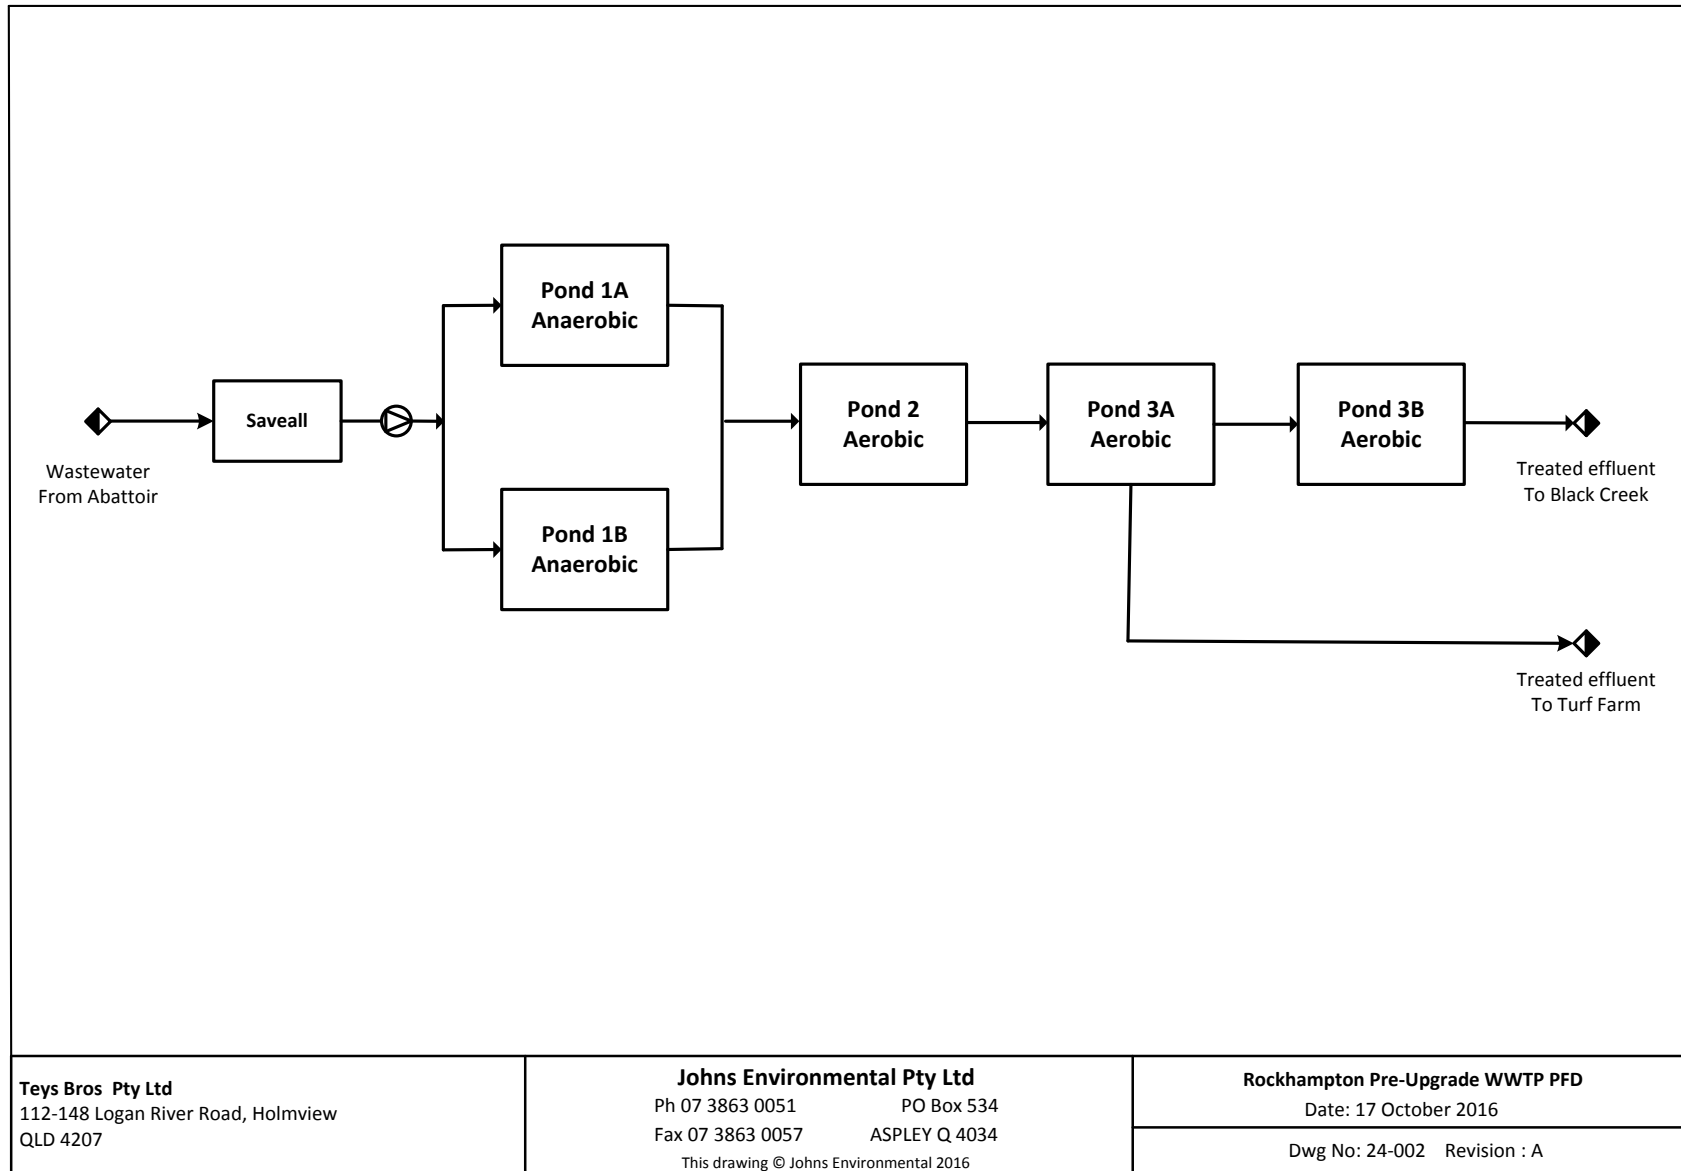 Pond 1A
Anaerobic
Saveall
Pond 2
Aerobic
Pond 3A
Aerobic
Pond 3B
Aerobic
Wastewater
From Abattoir
Treated effluent
To Black Creek
Pond 1B
Anaerobic
Treated effluent
To Turf Farm
Teys Bros Pty Ltd
112-148 Logan River Road, Holmview
QLD 4207
Johns Environmental Pty Ltd
Ph 07 3863 0051 PO Box 534
Fax 07 3863 0057 ASPLEY Q 4034
This drawing © Johns Environmental 2016
Rockhampton Pre-Upgrade WWTP PFD
Date: 17 October 2016
Dwg No: 24-002 Revision : A